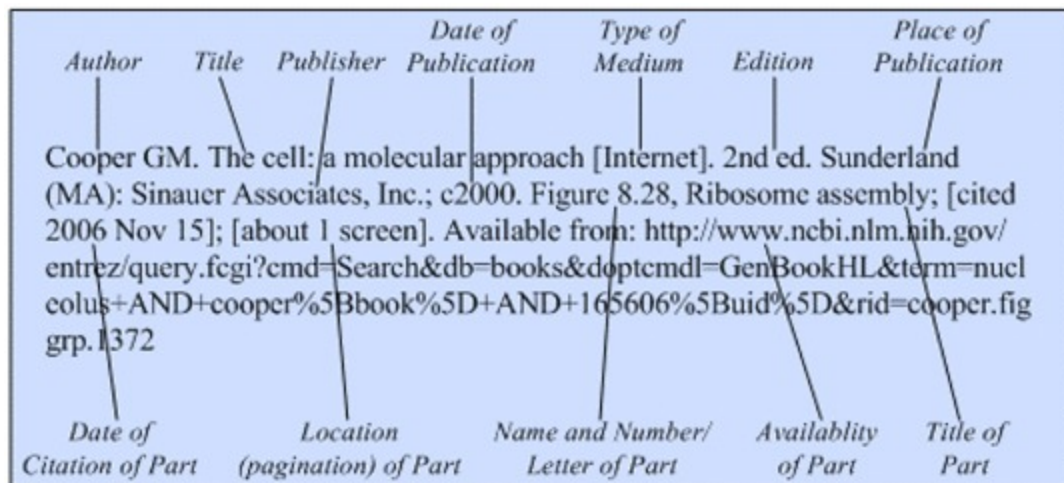 Date of Type of Place of
Author Title Publisher Publication Medium Edition Publication
Cooper GM. The cell: a molecular approach [Internet]. 2nd ed. Sunderland
(MA): Sinauer Associates, Inc.; c2000. Figure 8.28, Ribosome assembly; [cited
2006 Nov 15]; [about 1 screen]. Available from: http://www.ncbi.nlm.nih.gov/
entrez/query.fcgi?cmd=Search&db=books&doptcmdl=GenBookHL&term=nucl
eolus+AND+cooper%5Bbook%5D+AND+165606%5Buid%5D&rid=cooper.fig
grp.1372
Date of Location Name and Number/ Availablity Title of
Citation of Part (pagination) of Part Letter of Part of Part Part